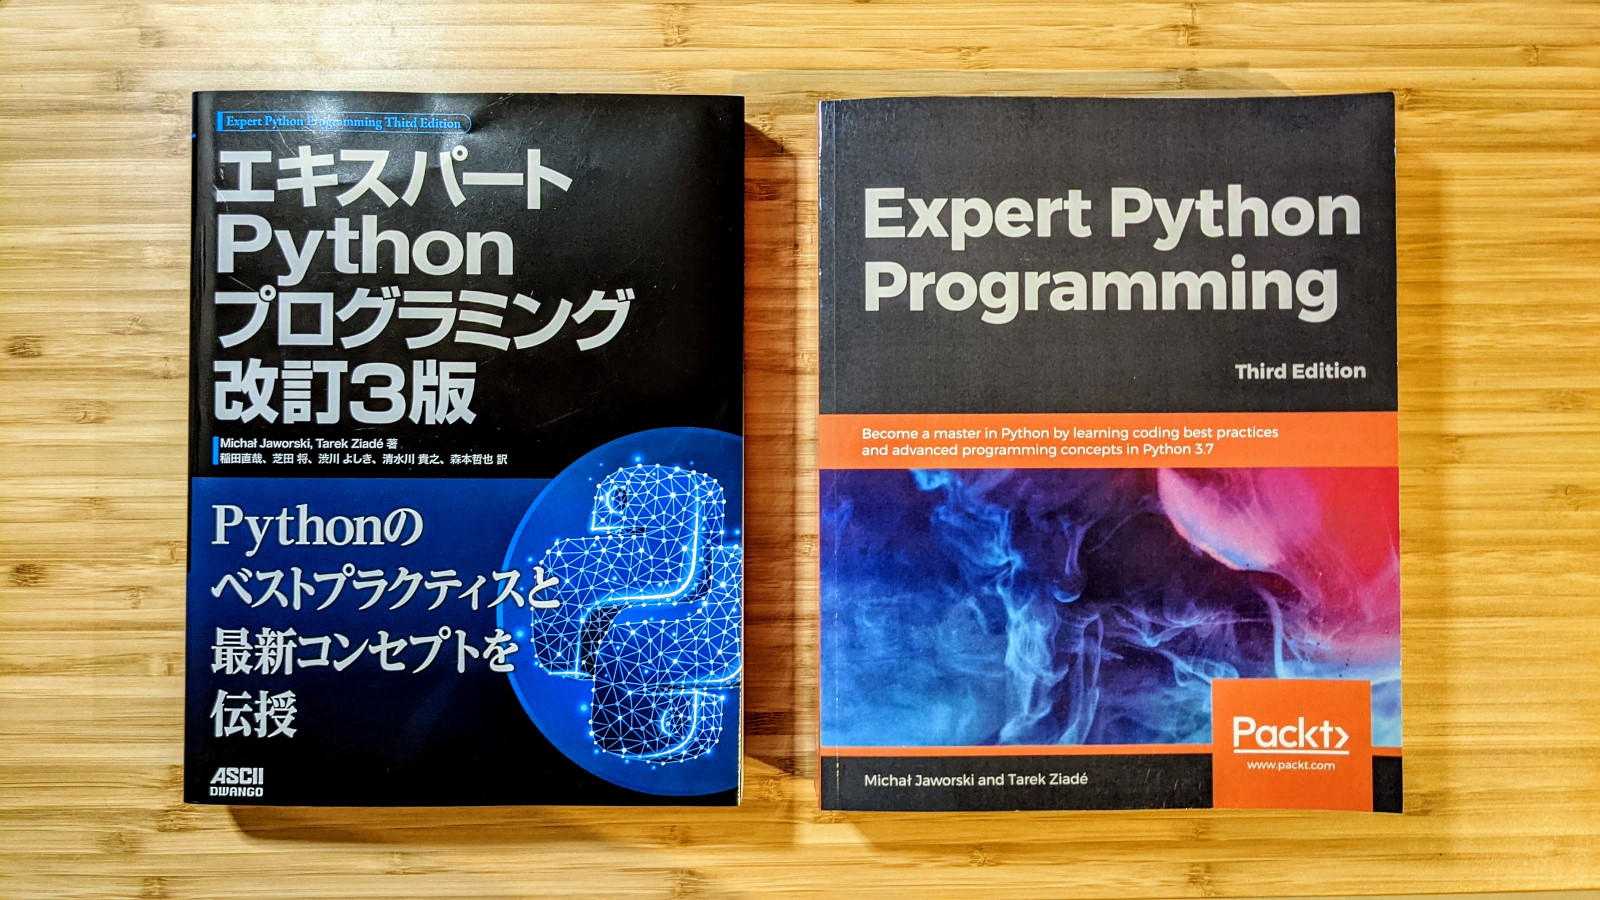 Expert Python Programming Third Edition
エキスパート
Python
プログラミング
改訂3版
Michał Jaworski, Tarek Ziadé 著
稲田直哉、芝田 将、渋川 よしき、清水川 貴之、森本哲也 訳
Pythonの
ベストプラクティスと
最新コンセプトを
伝授
ASCII
DWANGO
Expert Python
Programming
Third Edition
Become a master in Python by learning coding best practices
and advanced programming concepts in Python 3.7
Packt>
www.packt.com
Michał Jaworski and Tarek Ziadé